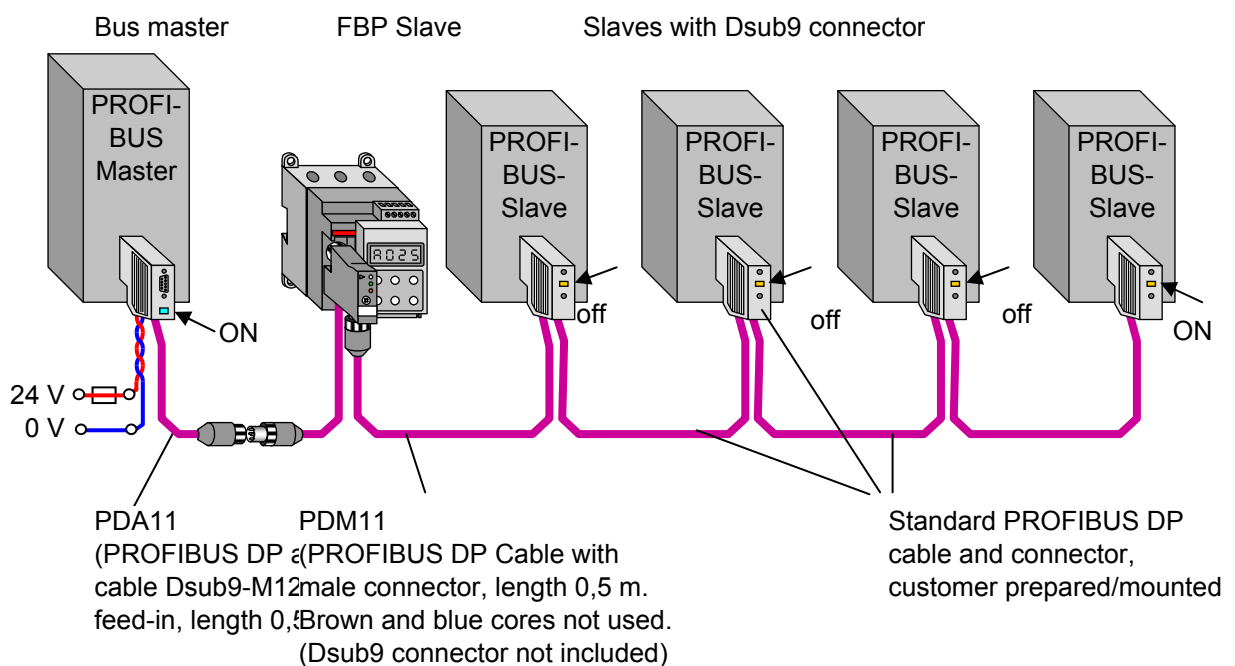 Bus master
FBP Slave
Slaves with Dsub9 connector
PROFI-
BUS
Master
PROFI-
BUS-
Slave
PROFI-
BUS-
Slave
PROFI-
BUS-
Slave
PROFI-
BUS-
Slave
A025
ON
off
off
off
ON
24 V
0 V
PDA11
(PROFIBUS DP
cable Dsub9-M12
feed-in, length 0,
PDM11
(PROFIBUS DP Cable with
male connector, length 0,5 m.
Brown and blue cores not used.
(Dsub9 connector not included)
Standard PROFIBUS DP
cable and connector,
customer prepared/mounted